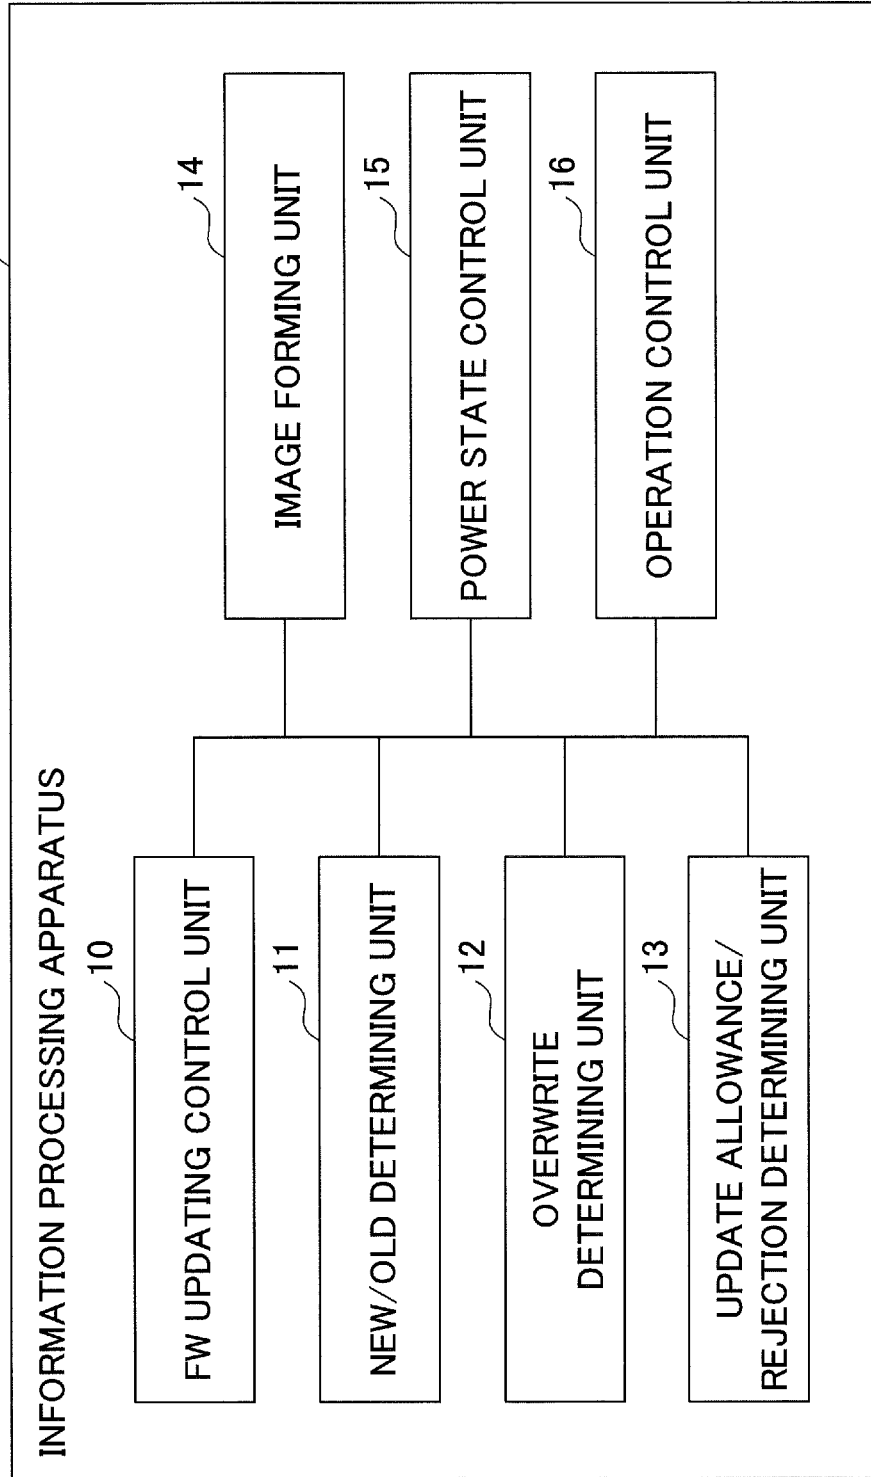 INFORMATION PROCESSING APPARATUS
10
FW UPDATING CONTROL UNIT
11
NEW/OLD DETERMINING UNIT
12
OVERWRITE
DETERMINING UNIT
13
UPDATE ALLOWANCE/
REJECTION DETERMINING UNIT
14
IMAGE FORMING UNIT
15
POWER STATE CONTROL UNIT
16
OPERATION CONTROL UNIT